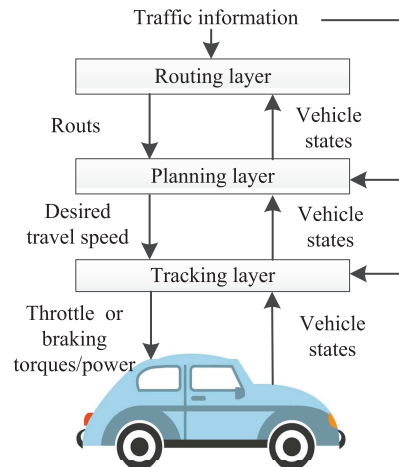 Traffic information
Routing layer
Routs
Vehicle
states
Planning layer
Desired
travel speed
Vehicle
states
Tracking layer
Throttle or
braking
torques/power
Vehicle
states